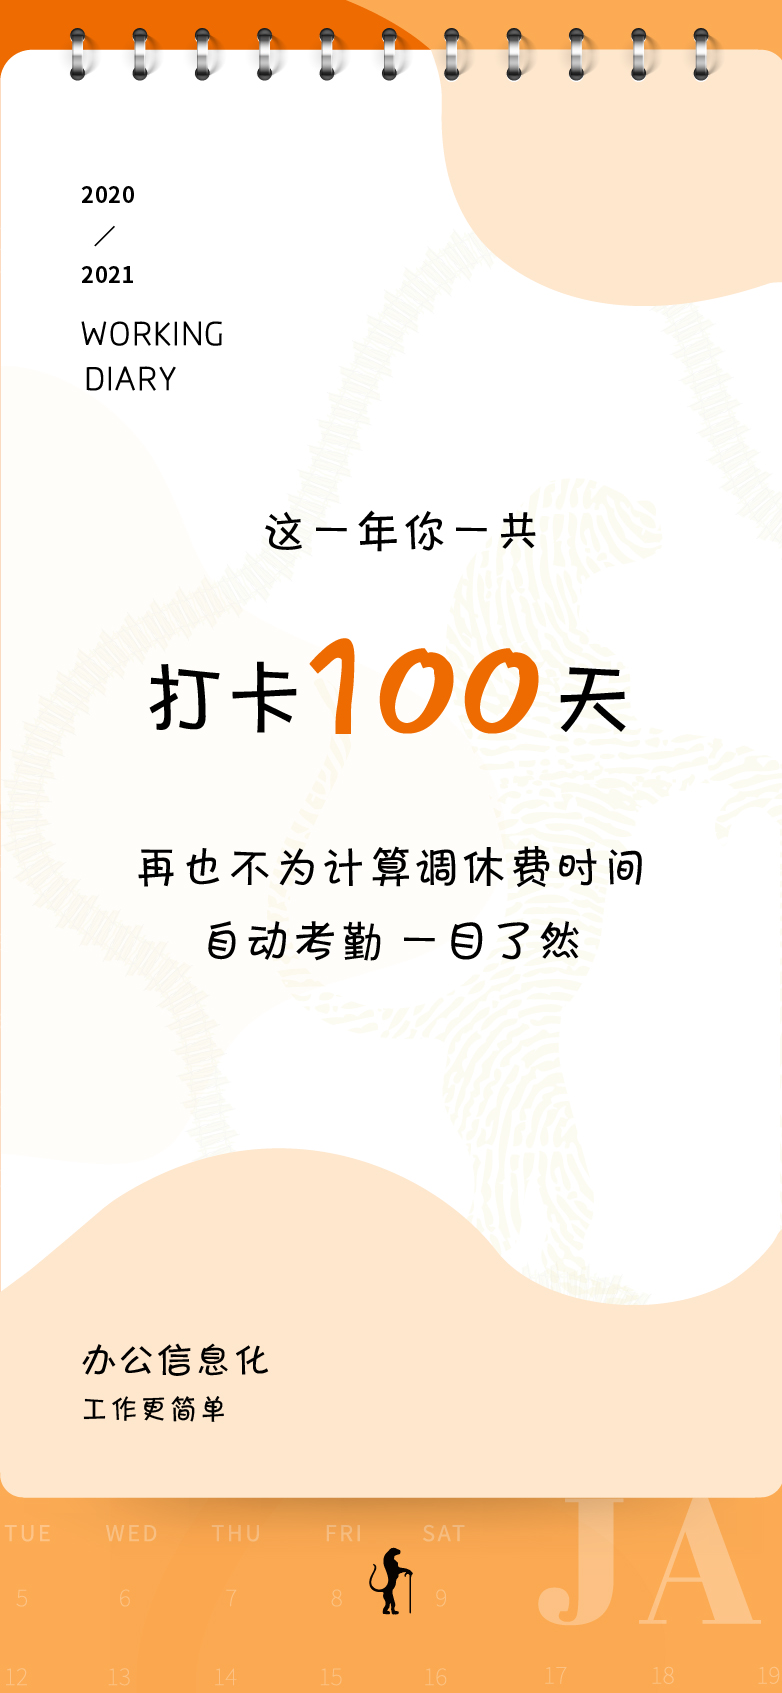 2020
/
2021
WORKING
DIARY
这一年你一共
打卡100天
再也不为计算调休费时间
自动考勤 一目了然
办公信息化
工作更简单
TUE WED THU FRI SAT JA
5 6 7 8 9
12 13 14 15 16 17 18 19